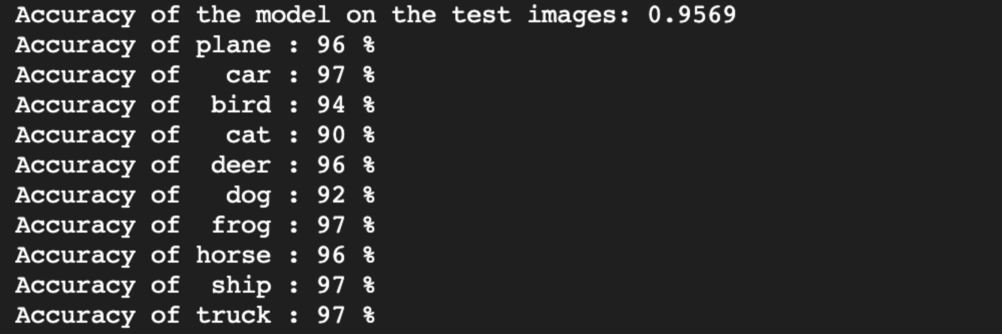 Accuracy of the model on the test images: 0.9569
Accuracy of plane : 96 %
Accuracy of   car : 97 %
Accuracy of  bird : 94 %
Accuracy of   cat : 90 %
Accuracy of  deer : 96 %
Accuracy of   dog : 92 %
Accuracy of  frog : 97 %
Accuracy of horse : 96 %
Accuracy of  ship : 97 %
Accuracy of truck : 97 %